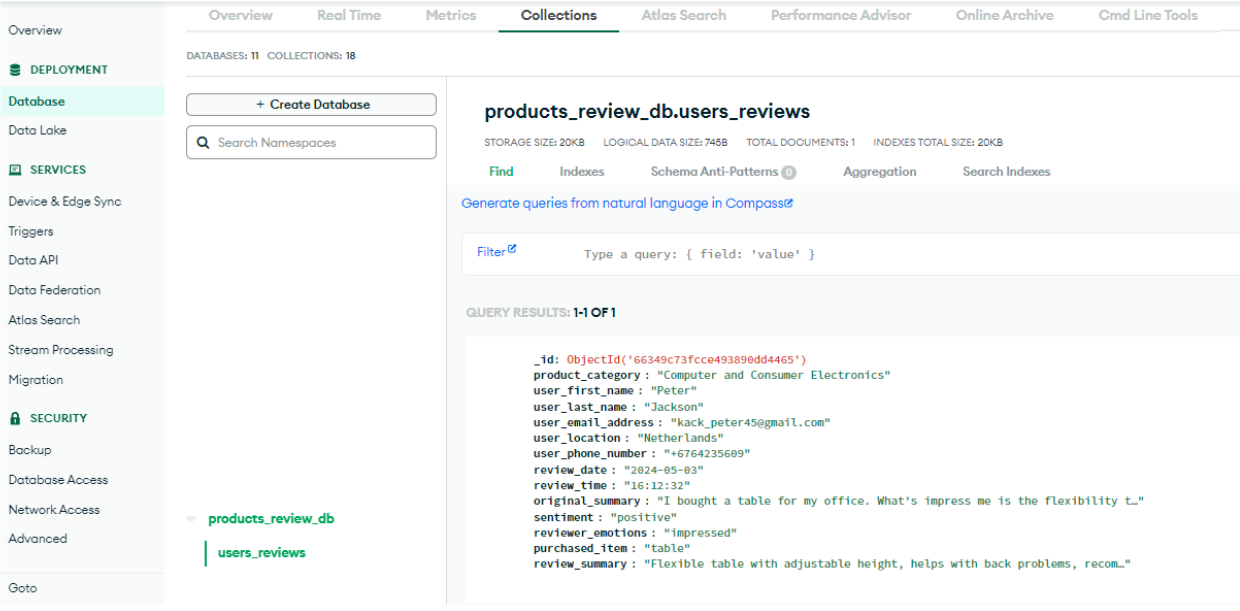 Overview
DEPLOYMENT
Database
Data Lake
SERVICES
Device & Edge Sync
Triggers
Data API
Data Federation
Atlas Search
Stream Processing
Migration
SECURITY
Backup
Database Access
Network Access
Advanced
Goto
Overview Real Time Metrics Collections Atlas Search Performance Advisor Online Archive Cmd Line Tools
DATABASES: 11 COLLECTIONS: 18
+ Create Database
Search Namespaces
products_review_db
users_reviews
products_review_db.users_reviews
STORAGE SIZE: 20KB LOGICAL DATA SIZE: 745B TOTAL DOCUMENTS: 1 INDEXES TOTAL SIZE: 20KB
Find Indexes Schema Anti-Patterns 0 Aggregation Search Indexes
Generate queries from natural language in Compass
Filter Type a query: { field: 'value' }
QUERY RESULTS: 1-1 OF 1
_id: ObjectId('66349c73fcce493890dd4465')
product_category : "Computer and Consumer Electronics"
user_first_name : "Peter"
user_last_name : "Jackson"
user_email_address : "kack_peter45@gmail.com"
user_location : "Netherlands"
user_phone_number : "+6764235609"
review_date : "2024-05-03"
review_time : "16:12:32"
original_summary : "I bought a table for my office. What's impress me is the flexibility t…"
sentiment : "positive"
reviewer_emotions : "impressed"
purchased_item : "table"
review_summary : "Flexible table with adjustable height, helps with back problems, recom…"